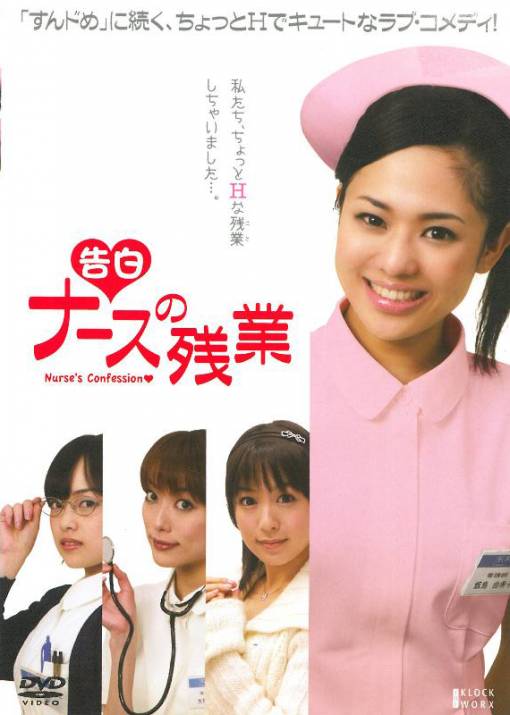 「すんドめ」に続く、ちょっとHでキュートなラブ・コメディ!
私たち、ちょっとHな残業
しちゃいました…。
告白
ナースの残業
Nurse's Confession♥
DVD
VIDEO
KLOCK
WORX